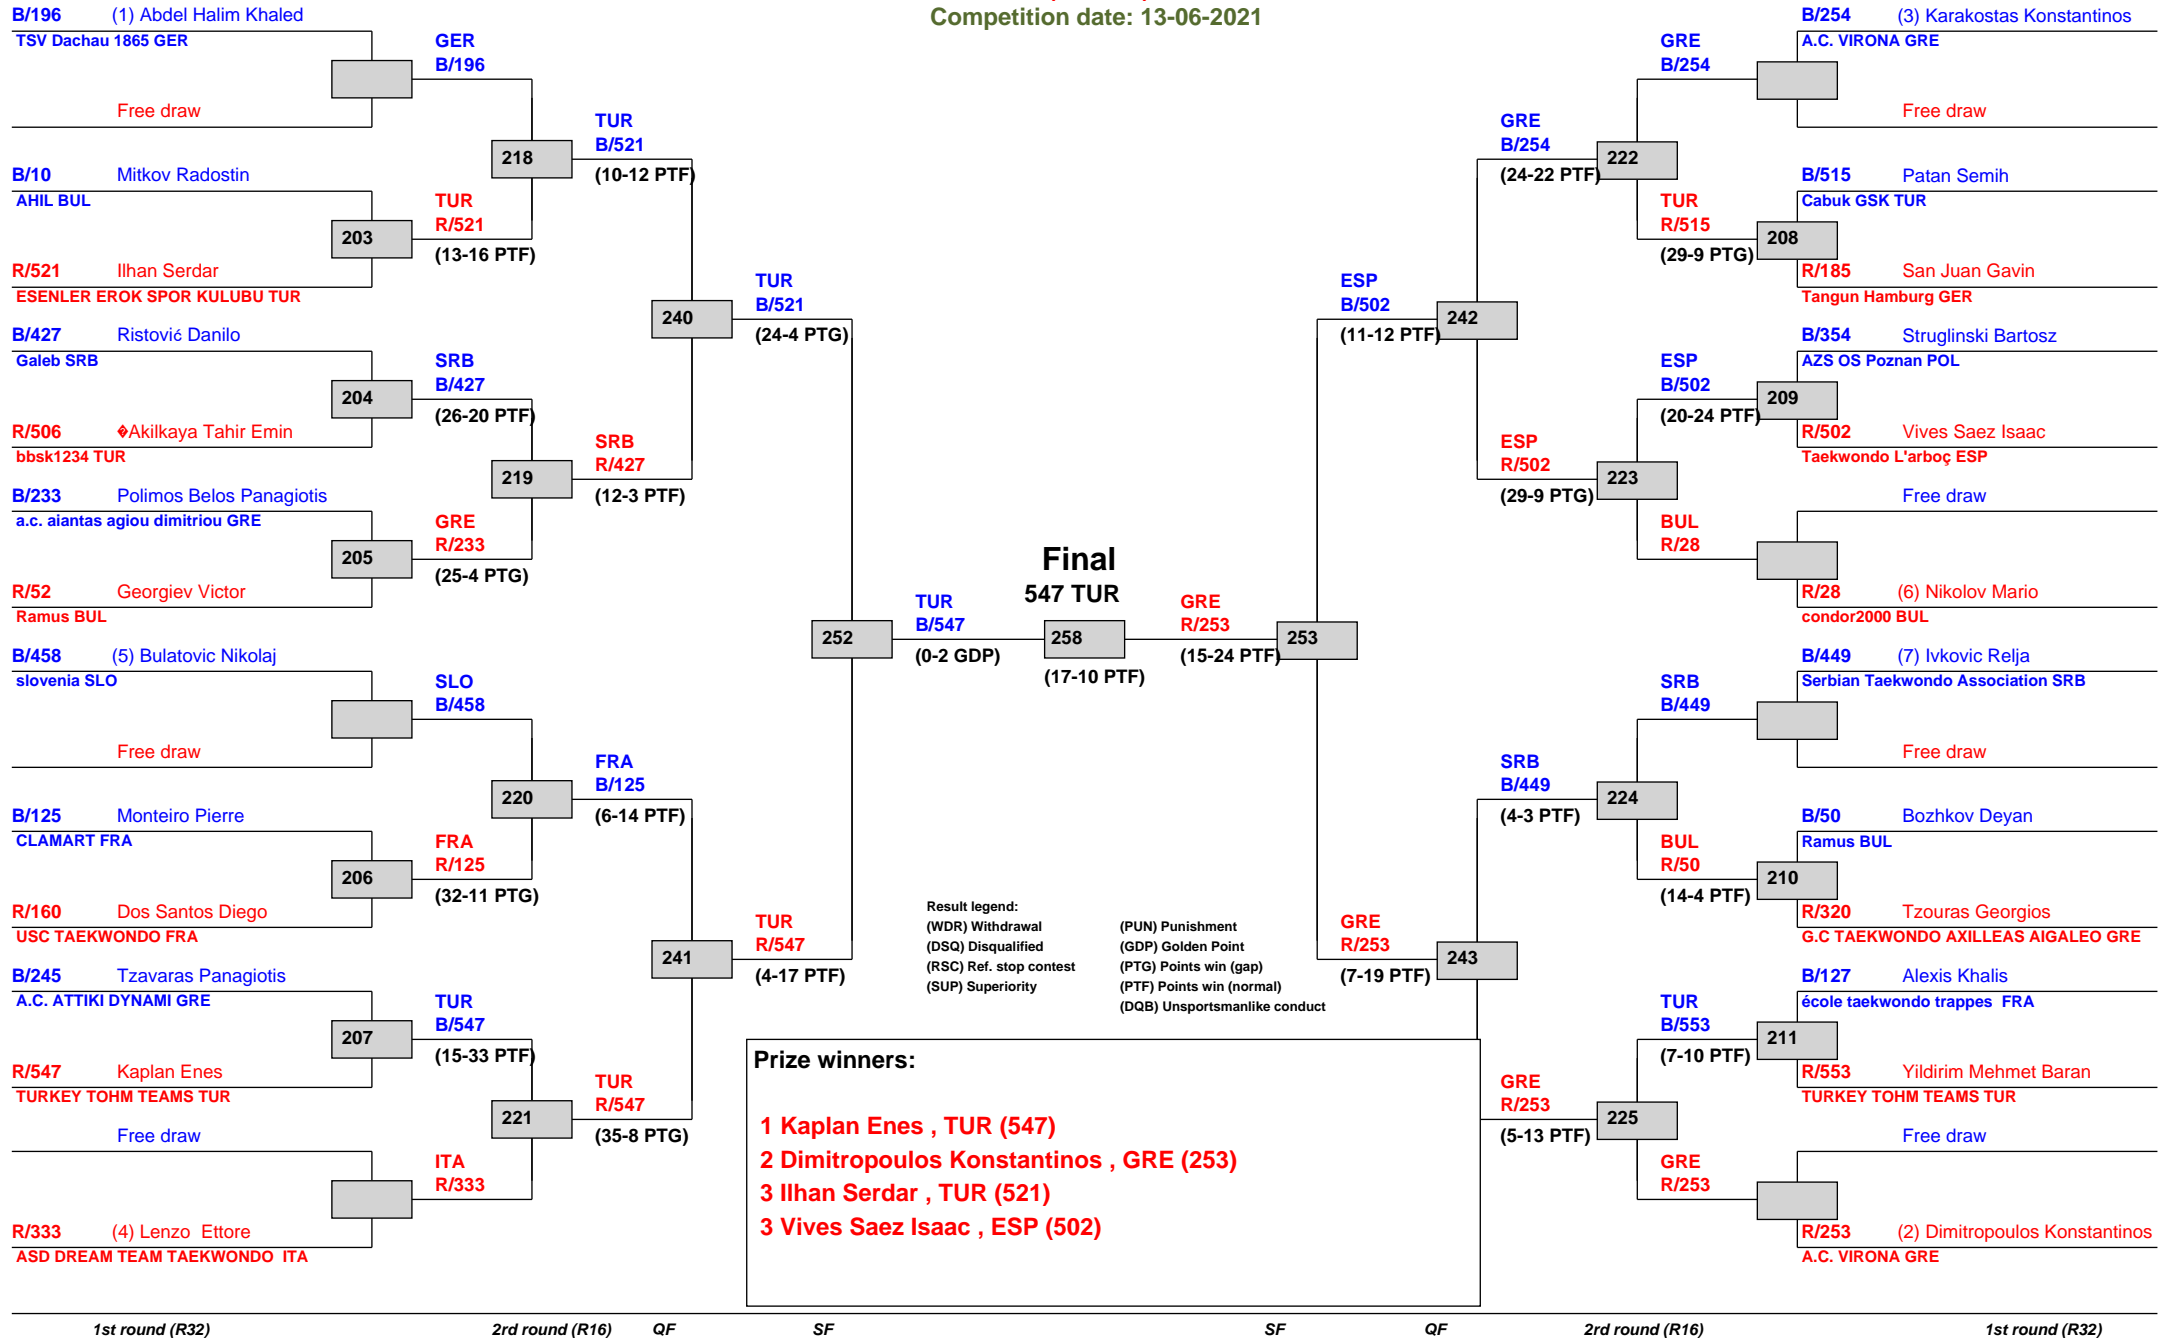 Competition date: 13-06-2021
B/196 (1) Abdel Halim Khaled
TSV Dachau 1865 GER
Free draw
B/10 Mitkov Radostin
AHIL BUL
R/521 Ilhan Serdar
ESENLER EROK SPOR KULUBU TUR
B/427 Ristović Danilo
Galeb SRB
R/506 �Akilkaya Tahir Emin
bbsk1234 TUR
B/233 Polimos Belos Panagiotis
a.c. aiantas agiou dimitriou GRE
R/52 Georgiev Victor
Ramus BUL
B/458 (5) Bulatovic Nikolaj
slovenia SLO
Free draw
B/125 Monteiro Pierre
CLAMART FRA
R/160 Dos Santos Diego
USC TAEKWONDO FRA
B/245 Tzavaras Panagiotis
A.C. ATTIKI DYNAMI GRE
R/547 Kaplan Enes
TURKEY TOHM TEAMS TUR
Free draw
R/333 (4) Lenzo Ettore
ASD DREAM TEAM TAEKWONDO ITA
GER
B/196
203
TUR
R/521
(13-16 PTF)
204
SRB
B/427
(26-20 PTF)
205
GRE
R/233
(25-4 PTG)
SLO
B/458
206
FRA
R/125
(32-11 PTG)
207
TUR
B/547
(15-33 PTF)
ITA
R/333
218
TUR
B/521
(10-12 PTF)
219
SRB
R/427
(12-3 PTF)
220
FRA
B/125
(6-14 PTF)
221
TUR
R/547
(35-8 PTG)
240
TUR
B/521
(24-4 PTG)
241
TUR
R/547
(4-17 PTF)
252
TUR
B/547
(0-2 GDP)
Final
547 TUR
258
(17-10 PTF)
GRE
R/253
(15-24 PTF)
253
ESP
B/502
(11-12 PTF)
242
GRE
R/253
(7-19 PTF)
243
GRE
B/254
(24-22 PTF)
222
ESP
R/502
(29-9 PTG)
223
SRB
B/449
(4-3 PTF)
224
GRE
R/253
(5-13 PTF)
225
GRE
B/254
TUR
R/515
(29-9 PTG)
208
ESP
B/502
(20-24 PTF)
209
BUL
R/28
SRB
B/449
BUL
R/50
(14-4 PTF)
210
TUR
B/553
(7-10 PTF)
211
GRE
R/253
B/254 (3) Karakostas Konstantinos
A.C. VIRONA GRE
Free draw
B/515 Patan Semih
Cabuk GSK TUR
R/185 San Juan Gavin
Tangun Hamburg GER
B/354 Struglinski Bartosz
AZS OS Poznan POL
R/502 Vives Saez Isaac
Taekwondo L'arboç ESP
Free draw
R/28 (6) Nikolov Mario
condor2000 BUL
B/449 (7) Ivkovic Relja
Serbian Taekwondo Association SRB
Free draw
B/50 Bozhkov Deyan
Ramus BUL
R/320 Tzouras Georgios
G.C TAEKWONDO AXILLEAS AIGALEO GRE
B/127 Alexis Khalis
école taekwondo trappes FRA
R/553 Yildirim Mehmet Baran
TURKEY TOHM TEAMS TUR
Free draw
R/253 (2) Dimitropoulos Konstantinos
A.C. VIRONA GRE
Result legend:
(WDR) Withdrawal (PUN) Punishment
(DSQ) Disqualified (GDP) Golden Point
(RSC) Ref. stop contest (PTG) Points win (gap)
(SUP) Superiority (PTF) Points win (normal)
(DQB) Unsportsmanlike conduct
Prize winners:
1 Kaplan Enes , TUR (547)
2 Dimitropoulos Konstantinos , GRE (253)
3 Ilhan Serdar , TUR (521)
3 Vives Saez Isaac , ESP (502)
1st round (R32) 2rd round (R16) QF SF SF QF 2rd round (R16) 1st round (R32)